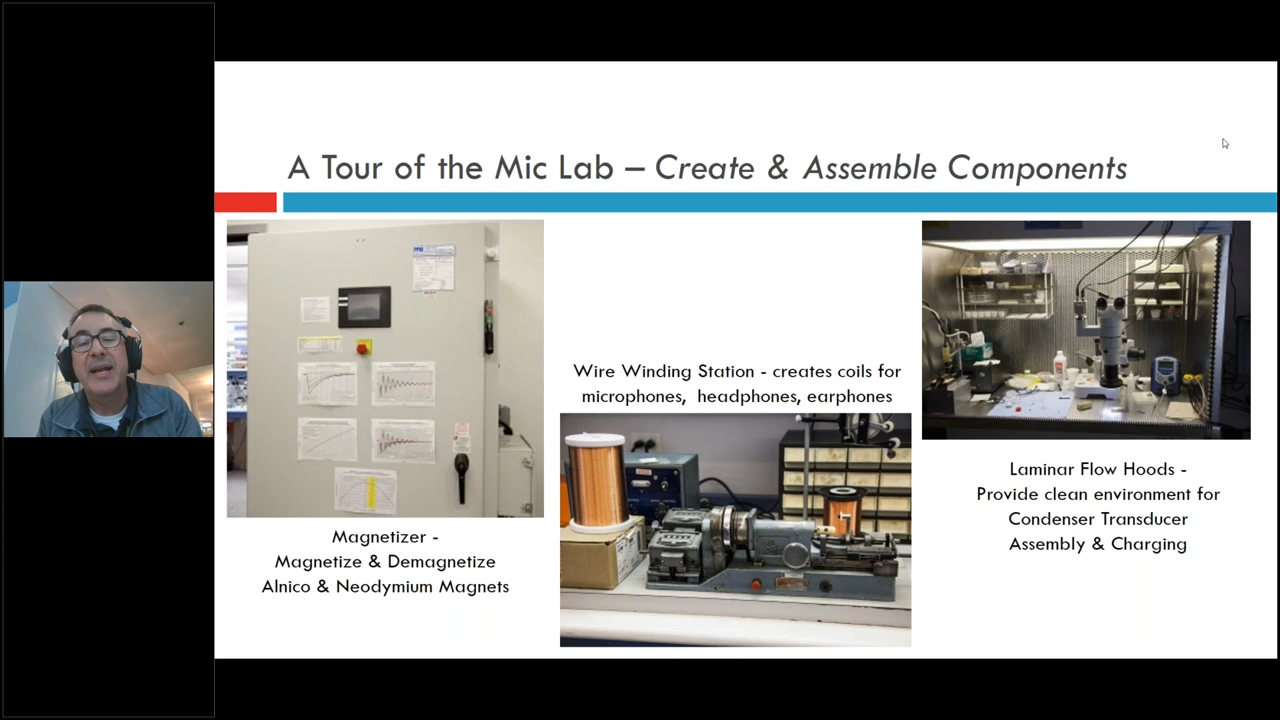 A Tour of the Mic Lab – Create & Assemble Components
Wire Winding Station - creates coils for
microphones, headphones, earphones
Magnetizer -
Magnetize & Demagnetize
Alnico & Neodymium Magnets
Laminar Flow Hoods -
Provide clean environment for
Condenser Transducer
Assembly & Charging